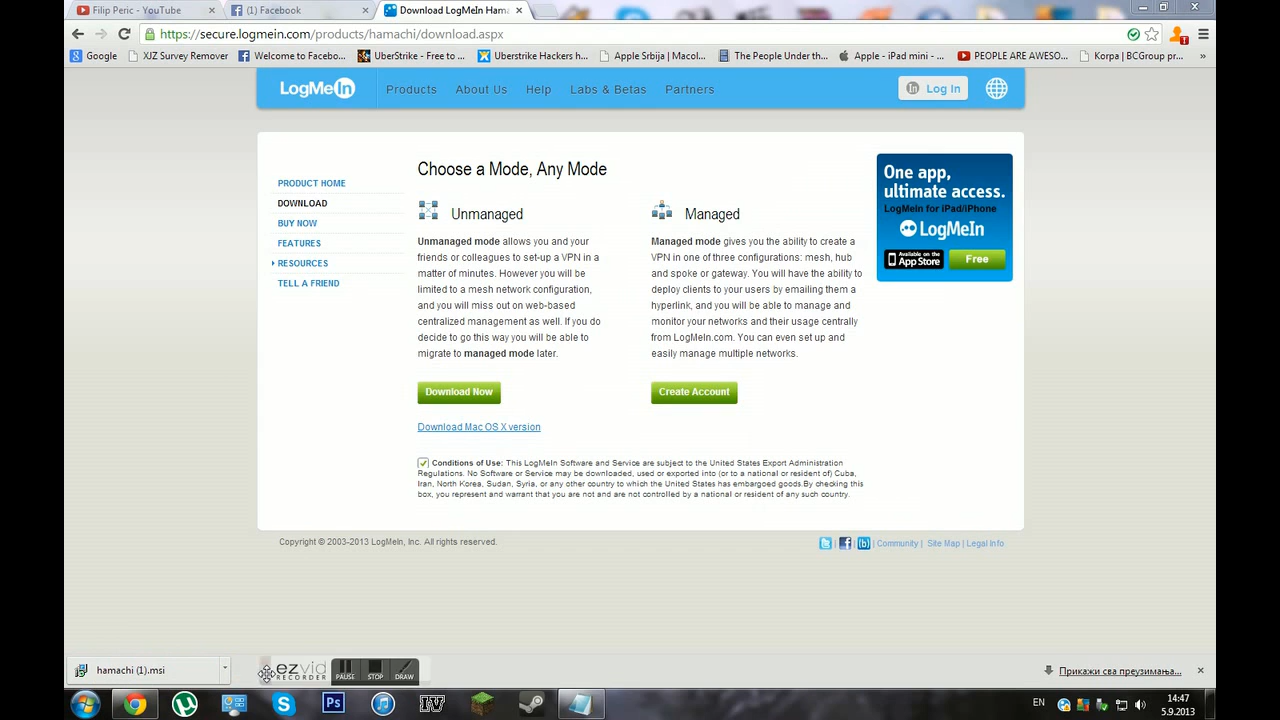 Filip Peric - YouTube
(1) Facebook
Download LogMeIn Hama
https://secure.logmein.com/products/hamachi/download.aspx
Google
XJZ Survey Remover
Welcome to Facebo...
UberStrike - Free to ...
Uberstrike Hackers h...
Apple Srbija | Macol...
The People Under th...
Apple - iPad mini - ...
PEOPLE ARE AWESO...
Korpa | BCGroup pr...
LogMeIn
Products
About Us
Help
Labs & Betas
Partners
Log In
PRODUCT HOME
DOWNLOAD
BUY NOW
FEATURES
RESOURCES
TELL A FRIEND
Choose a Mode, Any Mode
Unmanaged
Unmanaged mode allows you and your
friends or colleagues to set-up a VPN in a
matter of minutes. However you will be
limited to a mesh network configuration,
and you will miss out on web-based
centralized management as well. If you do
decide to go this way you will be able to
migrate to managed mode later.
Download Now
Download Mac OS X version
Managed
Managed mode gives you the ability to create a
VPN in one of three configurations: mesh, hub
and spoke or gateway. You will have the ability to
deploy clients to your users by emailing them a
hyperlink, and you will be able to manage and
monitor your networks and their usage centrally
from LogMeIn.com. You can even set up and
easily manage multiple networks.
Create Account
Conditions of Use: This LogMeIn Software and Service are subject to the United States Export Administration
Regulations. No Software or Service may be downloaded, used or exported into (or to a national or resident of) Cuba,
Iran, North Korea, Sudan, Syria, or any other country to which the United States has embargoed goods.By checking this
box, you represent and warrant that you are not and are not controlled by a national or resident of any such country.
One app,
ultimate access.
LogMeIn for iPad/iPhone
LogMeIn
Available on the
App Store
Free
Copyright © 2003-2013 LogMeIn, Inc. All rights reserved.
| Community | Site Map | Legal Info
hamachi (1).msi
ezvid
RECORDER
PAUSE
STOP
DRAW
Прикажи сва преузимања...
Ps
IV
EN
14:47
5.9.2013